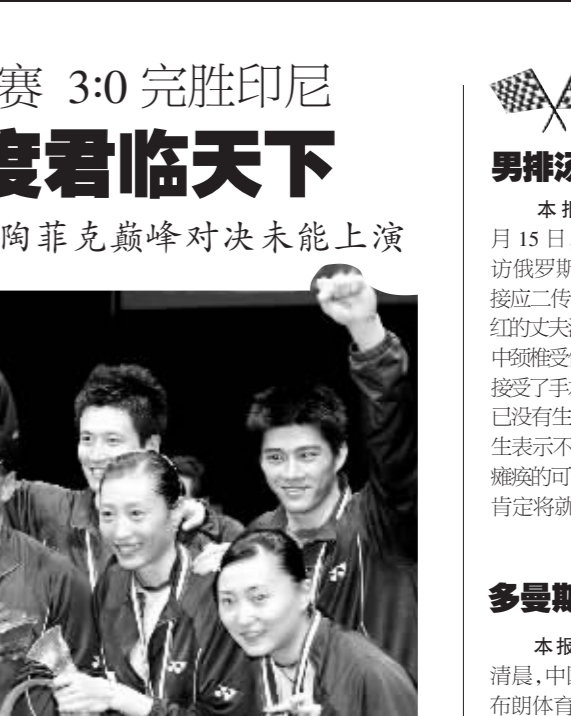 赛 3:0 完胜印尼
度君临天下
陶菲克巅峰对决未能上演
男排汤
本报
月 15 日
访俄罗斯
接应二传
红的丈夫
中颈椎受
接受了手
已没有生
生表示不
瘫痪的可
肯定将就
多曼斯
本报
清晨,中国
布朗体育